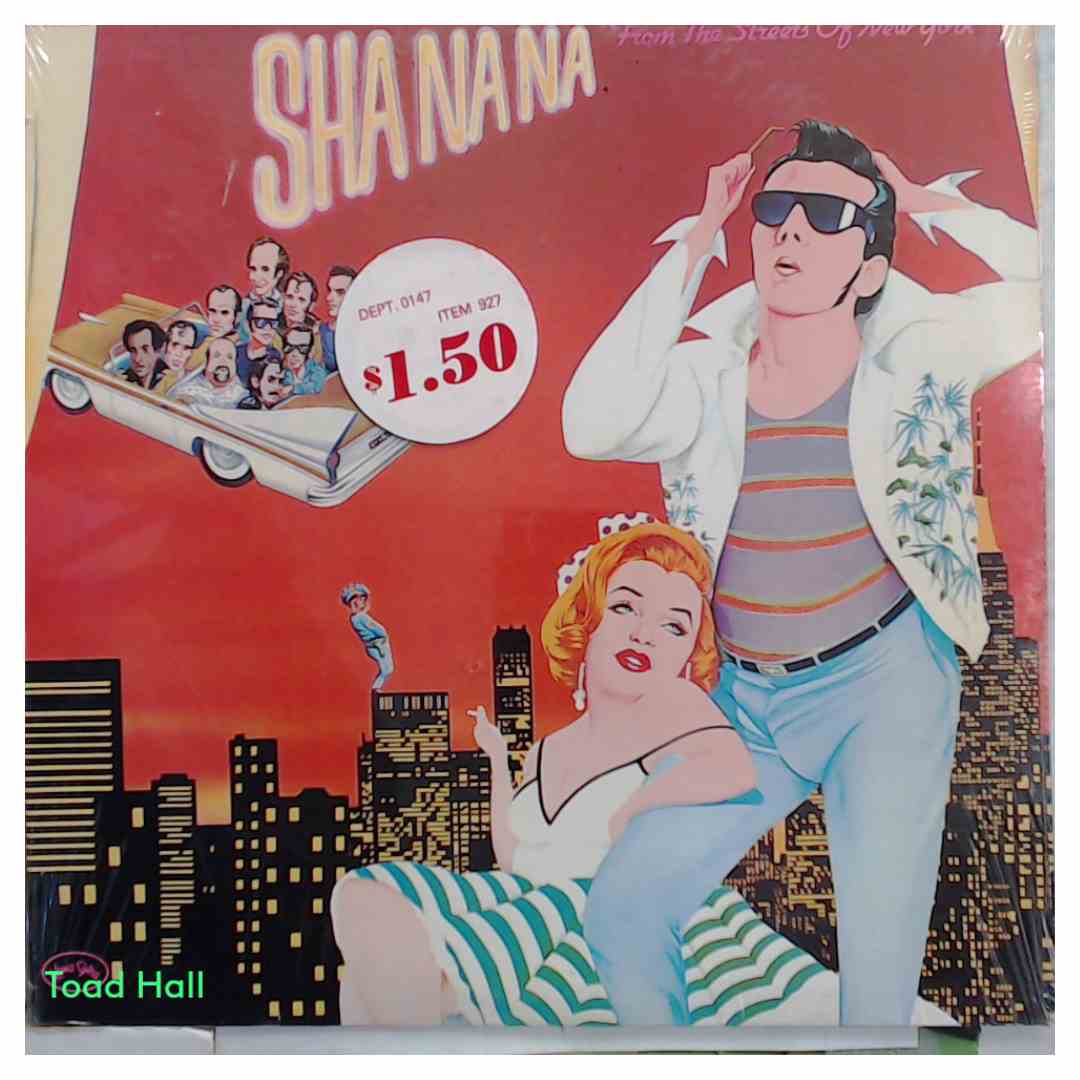 From The Streets Of New York
SHA NA NA
DEPT. 0147
ITEM 927
$1.50
Toad Hall